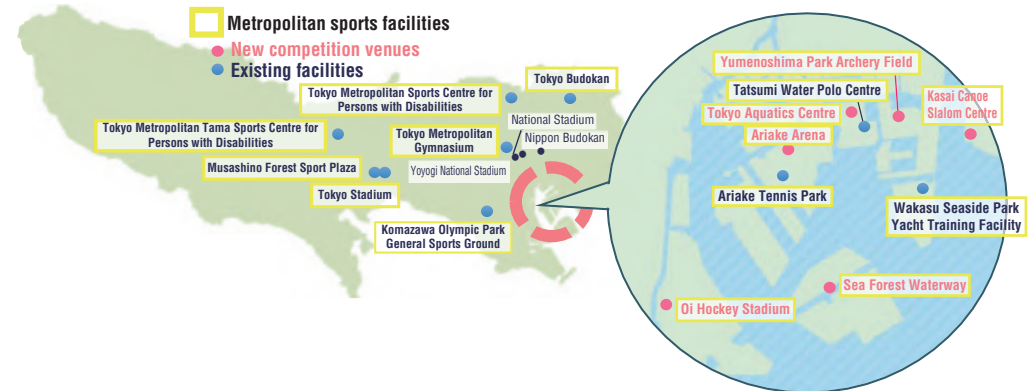 Metropolitan sports facilities
New competition venues
Existing facilities
Tokyo Budokan
Tokyo Metropolitan Sports Centre for
Persons with Disabilities
National Stadium
Tokyo Metropolitan Tama Sports Centre for
Persons with Disabilities
Tokyo Metropolitan
Gymnasium
Nippon Budokan
Musashino Forest Sport Plaza
Yoyogi National Stadium
Tokyo Stadium
Komazawa Olympic Park
General Sports Ground
Yumenoshima Park Archery Field
Tatsumi Water Polo Centre
Kasai Canoe
Slalom Centre
Tokyo Aquatics Centre
Ariake Arena
Ariake Tennis Park
Wakasu Seaside Park
Yacht Training Facility
Sea Forest Waterway
Oi Hockey Stadium